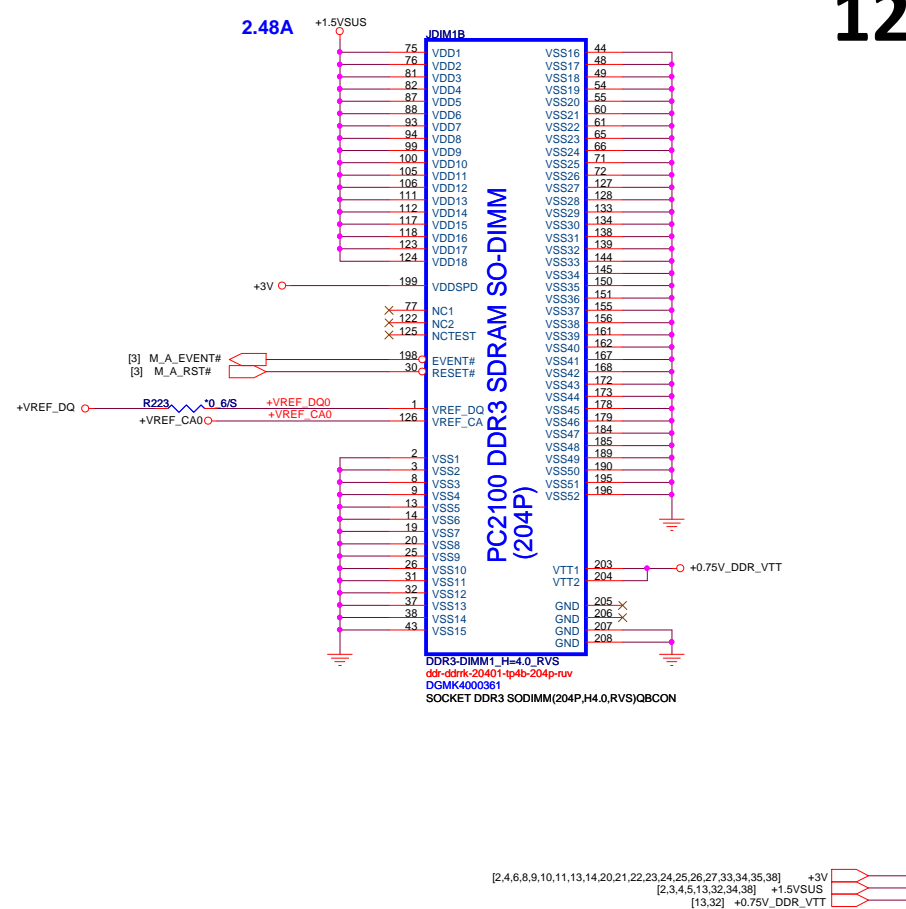 12
2.48A
+1.5VSUS
JDIM1B
75 VDD1 VSS16 44
76 VDD2 VSS17 48
81 VDD3 VSS18 49
82 VDD4 VSS19 54
87 VDD5 VSS20 55
88 VDD6 VSS21 60
93 VDD7 VSS22 61
94 VDD8 VSS23 65
99 VDD9 VSS24 66
100 VDD10 VSS25 71
105 VDD11 VSS26 72
106 VDD12 VSS27 127
111 VDD13 VSS28 128
112 VDD14 VSS29 133
117 VDD15 VSS30 134
118 VDD16 VSS31 138
123 VDD17 VSS32 139
124 VDD18 VSS33 144
VSS34 145
+3V 199 VDDSPD VSS35 150
VSS36 151
77 NC1 VSS37 155
122 NC2 VSS38 156
125 NCTEST VSS39 161
VSS40 162
[3] M_A_EVENT# 198 EVENT# VSS41 167
[3] M_A_RST# 30 RESET# VSS42 168
VSS43 172
VSS44 173
+VREF_DQ R223 *0_6/S +VREF_DQ0 1 VREF_DQ VSS45 178
+VREF_CA0 +VREF_CA0 126 VREF_CA VSS46 179
VSS47 184
VSS48 185
2 VSS1 VSS49 189
3 VSS2 VSS50 190
8 VSS3 VSS51 195
9 VSS4 VSS52 196
13 VSS5
14 VSS6
19 VSS7
20 VSS8
25 VSS9
26 VSS10 VTT1 203 +0.75V_DDR_VTT
31 VSS11 VTT2 204
32 VSS12
37 VSS13 GND 205
38 VSS14 GND 206
43 VSS15 GND 207
GND 208
PC2100 DDR3 SDRAM SO-DIMM
(204P)
DDR3-DIMM1_H=4.0_RVS
ddr-ddrrk-20401-tp4b-204p-ruv
DGMK4000361
SOCKET DDR3 SODIMM(204P,H4.0,RVS)QBCON
[2,4,6,8,9,10,11,13,14,20,21,22,23,24,25,26,27,33,34,35,38] +3V
[2,3,4,5,13,32,34,38] +1.5VSUS
[13,32] +0.75V_DDR_VTT